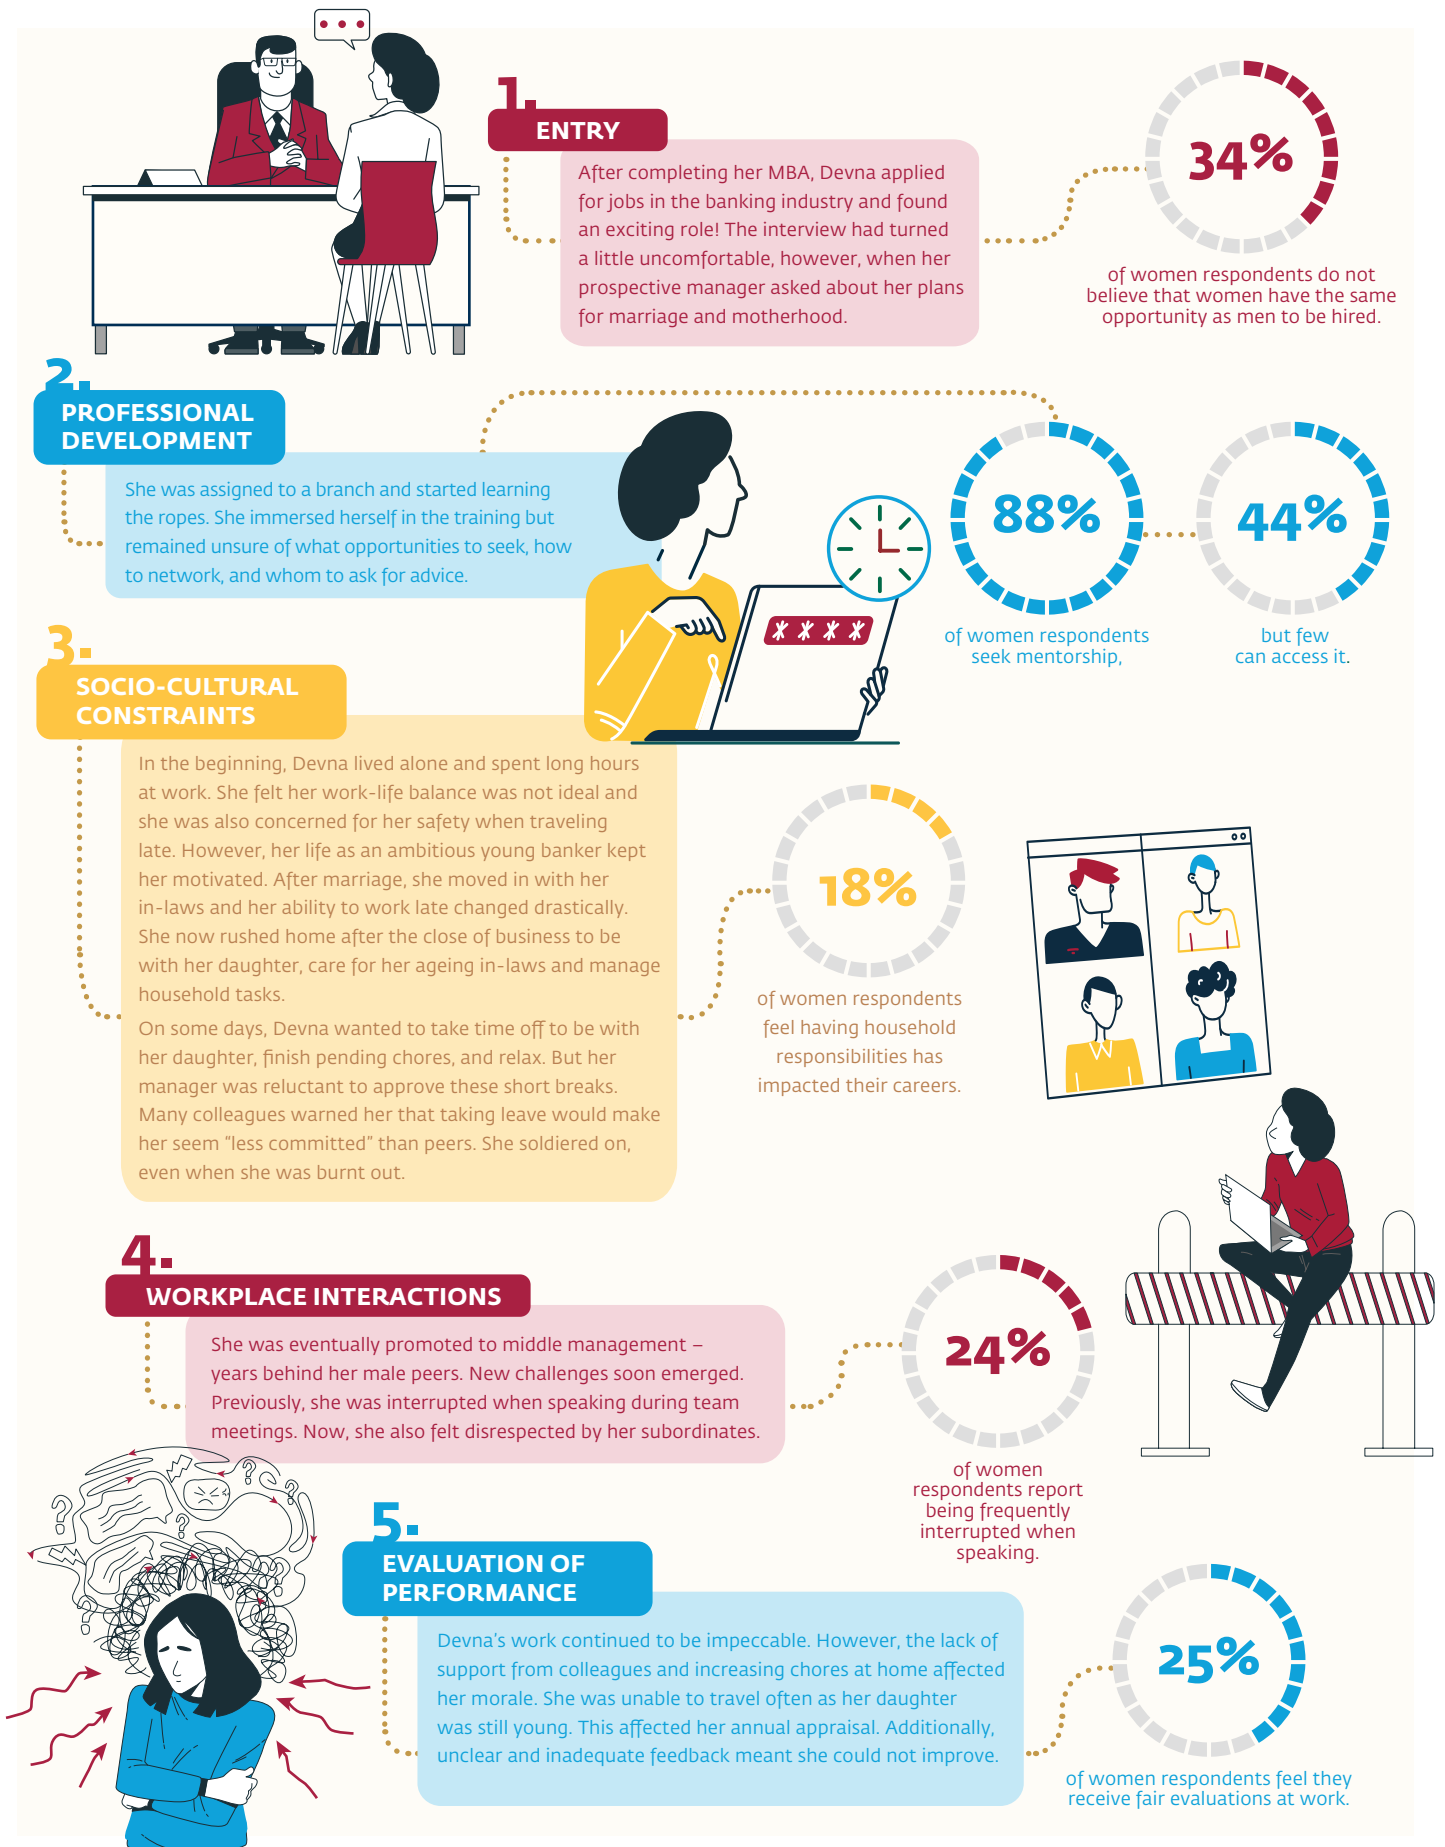 1.
ENTRY
After completing her MBA, Devna applied
for jobs in the banking industry and found
an exciting role! The interview had turned
a little uncomfortable, however, when her
prospective manager asked about her plans
for marriage and motherhood.
34%
of women respondents do not
believe that women have the same
opportunity as men to be hired.
2.
PROFESSIONAL
DEVELOPMENT
She was assigned to a branch and started learning
the ropes. She immersed herself in the training but
remained unsure of what opportunities to seek, how
to network, and whom to ask for advice.
88%
of women respondents
seek mentorship,
44%
but few
can access it.
3.
SOCIO-CULTURAL
CONSTRAINTS
In the beginning, Devna lived alone and spent long hours
at work. She felt her work-life balance was not ideal and
she was also concerned for her safety when traveling
late. However, her life as an ambitious young banker kept
her motivated. After marriage, she moved in with her
in-laws and her ability to work late changed drastically.
She now rushed home after the close of business to be
with her daughter, care for her ageing in-laws and manage
household tasks.
On some days, Devna wanted to take time off to be with
her daughter, finish pending chores, and relax. But her
manager was reluctant to approve these short breaks.
Many colleagues warned her that taking leave would make
her seem “less committed” than peers. She soldiered on,
even when she was burnt out.
18%
of women respondents
feel having household
responsibilities has
impacted their careers.
4.
WORKPLACE INTERACTIONS
She was eventually promoted to middle management –
years behind her male peers. New challenges soon emerged.
Previously, she was interrupted when speaking during team
meetings. Now, she also felt disrespected by her subordinates.
24%
of women
respondents report
being frequently
interrupted when
speaking.
5.
EVALUATION OF
PERFORMANCE
Devna’s work continued to be impeccable. However, the lack of
support from colleagues and increasing chores at home affected
her morale. She was unable to travel often as her daughter
was still young. This affected her annual appraisal. Additionally,
unclear and inadequate feedback meant she could not improve.
25%
of women respondents feel they
receive fair evaluations at work.